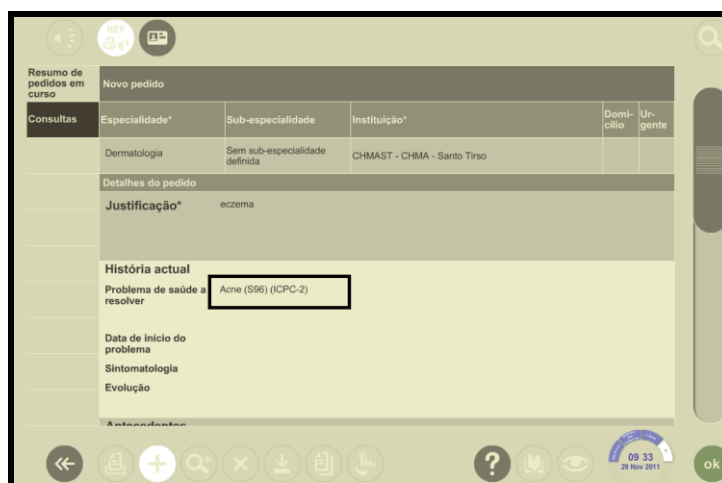 REF
Resumo de
pedidos em
curso
Novo pedido
Consultas
Especialidade*
Sub-especialidade
Instituição*
Domi-
cílio
Ur-
gente
Dermatologia
Sem sub-especialidade
definida
CHMAST - CHMA - Santo Tirso
Detalhes do pedido
Justificação*
eczema
História actual
Problema de saúde a
resolver
Acne (S96) (ICPC-2)
Data de início do
problema
Sintomatologia
Evolução
Antecedentes
?
09 33
29 Nov 2011
ok